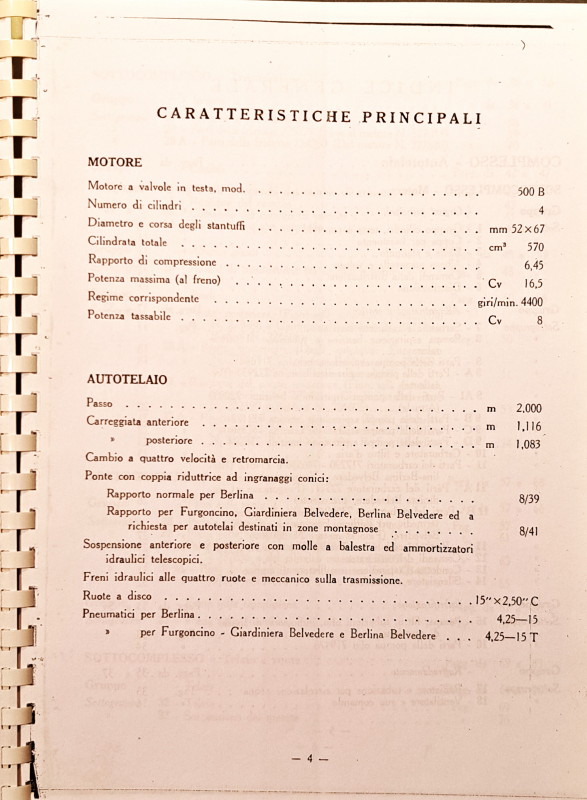 CARATTERISTICHE PRINCIPALI
MOTORE
Motore a valvole in testa, mod. . . . . . . . . . . . . . . . . 500 B
Numero di cilindri . . . . . . . . . . . . . . . . . . . . . . 4
Diametro e corsa degli stantuffi . . . . . . . . . . . . . . . . mm 52×67
Cilindrata totale . . . . . . . . . . . . . . . . . . . . . . cm³ 570
Rapporto di compressione . . . . . . . . . . . . . . . . . . . 6,45
Potenza massima (al freno) . . . . . . . . . . . . . . . . . . Cv 16,5
Regime corrispondente . . . . . . . . . . . . . . . . . . . giri/min. 4400
Potenza tassabile . . . . . . . . . . . . . . . . . . . . . . Cv 8
AUTOTELAIO
Passo . . . . . . . . . . . . . . . . . . . . . . . . . . m 2,000
Carreggiata anteriore . . . . . . . . . . . . . . . . . . . . m 1,116
» posteriore . . . . . . . . . . . . . . . . . . . . m 1,083
Cambio a quattro velocità e retromarcia.
Ponte con coppia riduttrice ad ingranaggi conici:
Rapporto normale per Berlina . . . . . . . . . . . . . . . 8/39
Rapporto per Furgoncino, Giardiniera Belvedere, Berlina Belvedere ed a
richiesta per autotelai destinati in zone montagnose . . . . . . . 8/41
Sospensione anteriore e posteriore con molle a balestra ed ammortizzatori
idraulici telescopici.
Freni idraulici alle quattro ruote e meccanico sulla trasmissione.
Ruote a disco . . . . . . . . . . . . . . . . . . . . . . . 15"×2,50" C
Pneumatici per Berlina . . . . . . . . . . . . . . . . . . . . 4,25—15
» per Furgoncino - Giardiniera Belvedere e Berlina Belvedere . . . 4,25—15 T
— 4 —